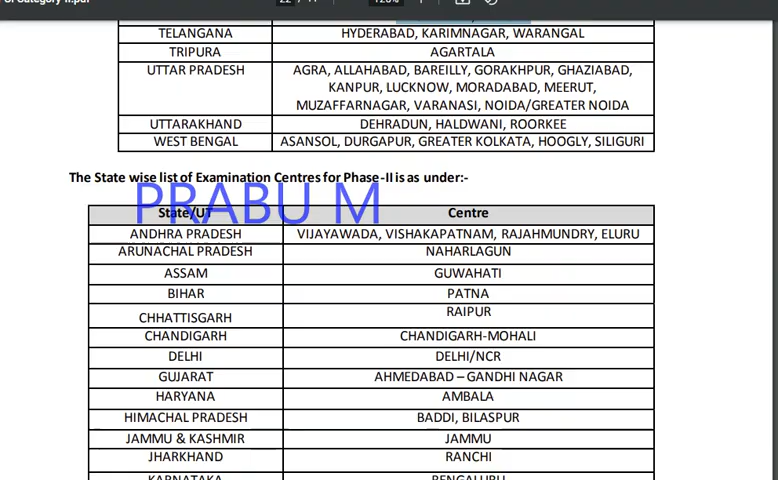 TELANGANA HYDERABAD, KARIMNAGAR, WARANGAL
TRIPURA AGARTALA
UTTAR PRADESH AGRA, ALLAHABAD, BAREILLY, GORAKHPUR, GHAZIABAD,
KANPUR, LUCKNOW, MORADABAD, MEERUT,
MUZAFFARNAGAR, VARANASI, NOIDA/GREATER NOIDA
UTTARAKHAND DEHRADUN, HALDWANI, ROORKEE
WEST BENGAL ASANSOL, DURGAPUR, GREATER KOLKATA, HOOGLY, SILIGURI
The State wise list of Examination Centres for Phase-II is as under:-
PRABU M
State/UT Centre
ANDHRA PRADESH VIJAYAWADA, VISHAKAPATNAM, RAJAHMUNDRY, ELURU
ARUNACHAL PRADESH NAHARLAGUN
ASSAM GUWAHATI
BIHAR PATNA
CHHATTISGARH RAIPUR
CHANDIGARH CHANDIGARH-MOHALI
DELHI DELHI/NCR
GUJARAT AHMEDABAD – GANDHI NAGAR
HARYANA AMBALA
HIMACHAL PRADESH BADDI, BILASPUR
JAMMU & KASHMIR JAMMU
JHARKHAND RANCHI
KARNATAKA BENGALURU